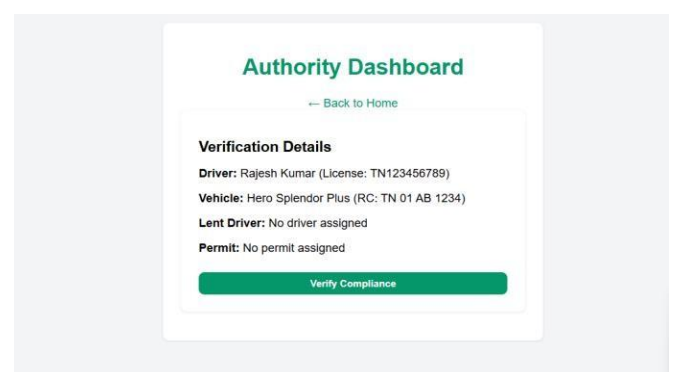 Authority Dashboard
← Back to Home
Verification Details
Driver: Rajesh Kumar (License: TN123456789)
Vehicle: Hero Splendor Plus (RC: TN 01 AB 1234)
Lent Driver: No driver assigned
Permit: No permit assigned
Verify Compliance